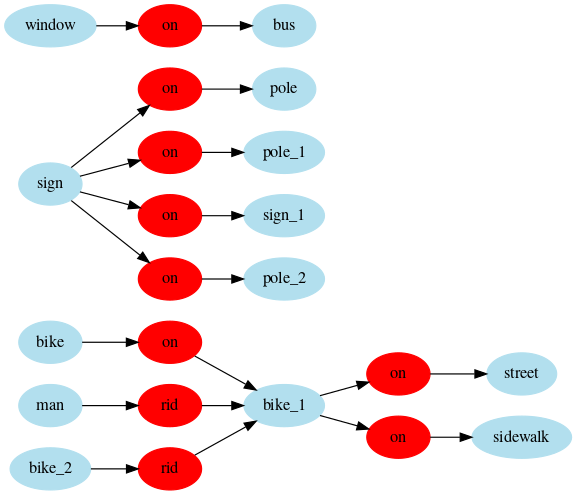 window on bus
on pole
on pole_1
sign
on sign_1
on pole_2
bike on
on street
man rid bike_1
on sidewalk
bike_2 rid